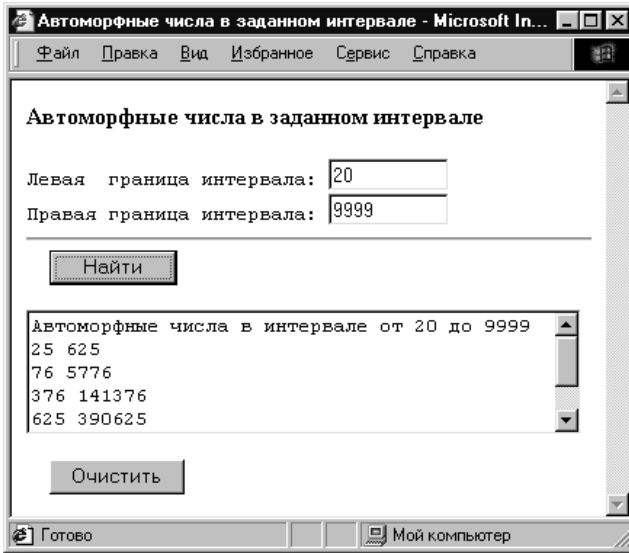 Автоморфные числа в заданном интервале - Microsoft In...
Файл Правка Вид Избранное Сервис Справка
Автоморфные числа в заданном интервале
Левая граница интервала: 20
Правая граница интервала: 9999
Найти
Автоморфные числа в интервале от 20 до 9999
25 625
76 5776
376 141376
625 390625
Очистить
Готово Мой компьютер